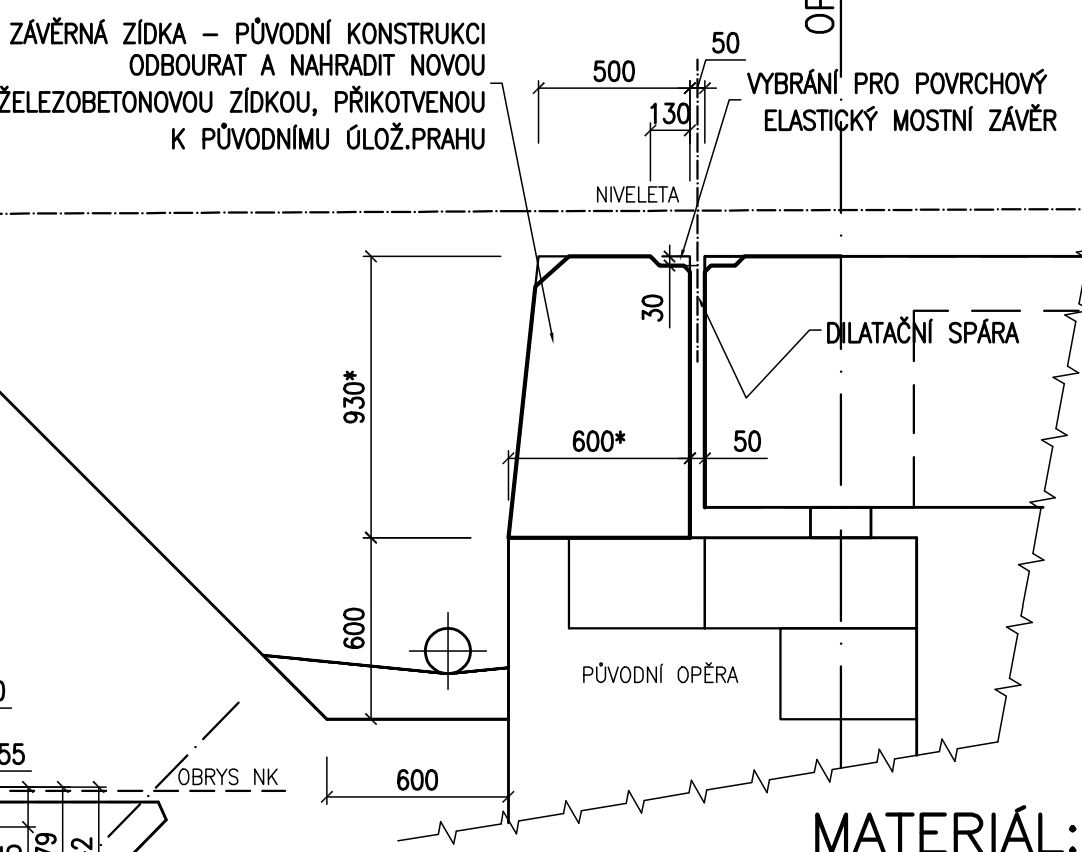 ZÁVĚRNÁ ZÍDKA – PŮVODNÍ KONSTRUKCI
ODBOURAT A NAHRADIT NOVOU
ŽELEZOBETONOVOU ZÍDKOU, PŘIKOTVENOU
K PŮVODNÍMU ÚLOŽ.PRAHU
50
500
130
VYBRÁNÍ PRO POVRCHOVÝ
ELASTICKÝ MOSTNÍ ZÁVĚR
NIVELETA
30
DILATAČNÍ SPÁRA
930*
600*
50
600
PŮVODNÍ OPĚRA
55
OBRYS NK
600
79
MATERIÁL: